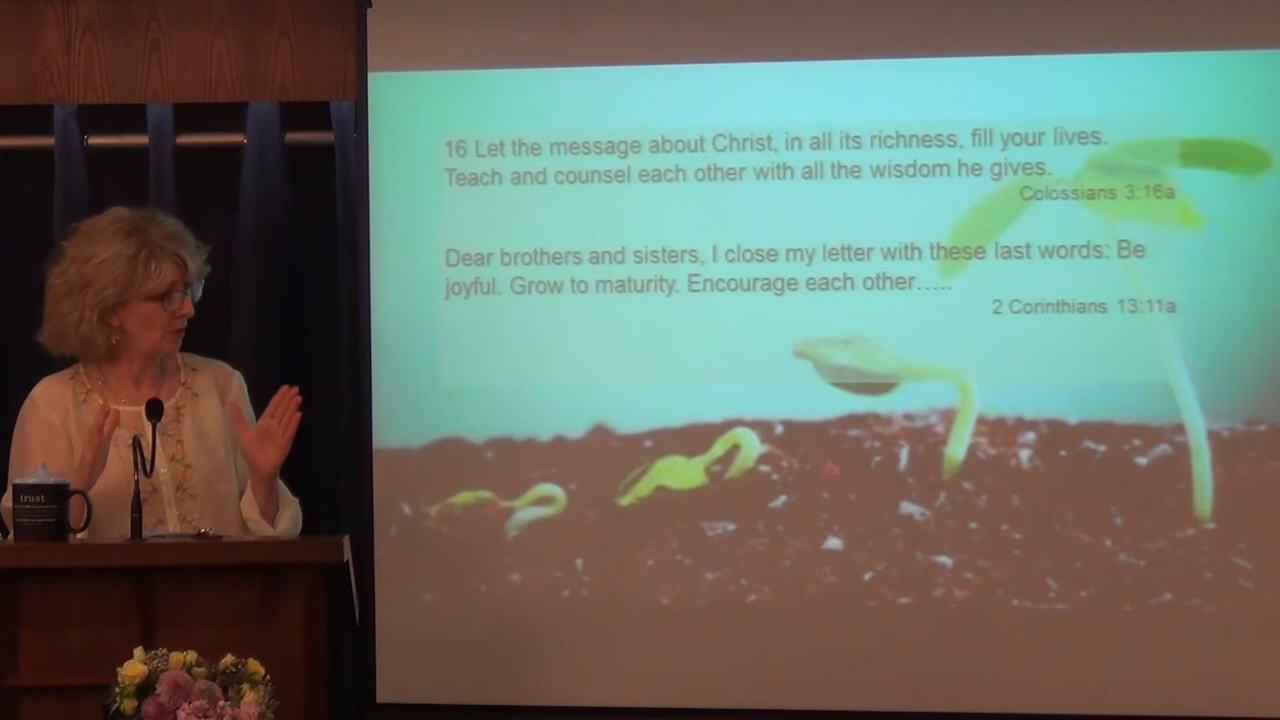 16 Let the message about Christ, in all its richness, fill your lives.
Teach and counsel each other with all the wisdom he gives.
Colossians 3:16a
Dear brothers and sisters, I close my letter with these last words: Be
joyful. Grow to maturity. Encourage each other…..
2 Corinthians 13:11a
trust